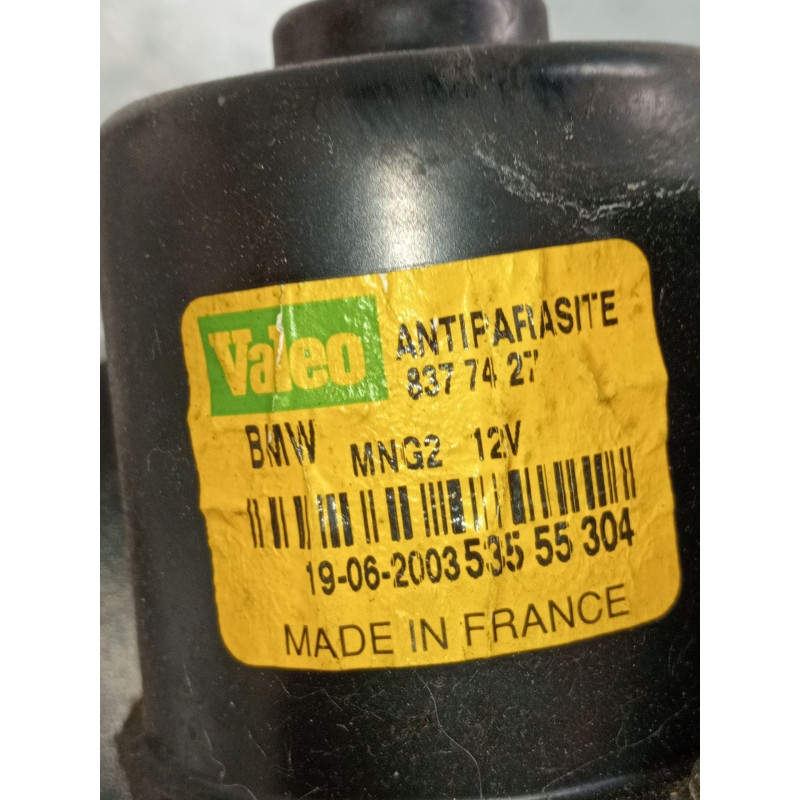 Valeo ANTIPARASITE
837 74 27
BMW MNG2 12V
19-06-2003 535 55 304
MADE IN FRANCE